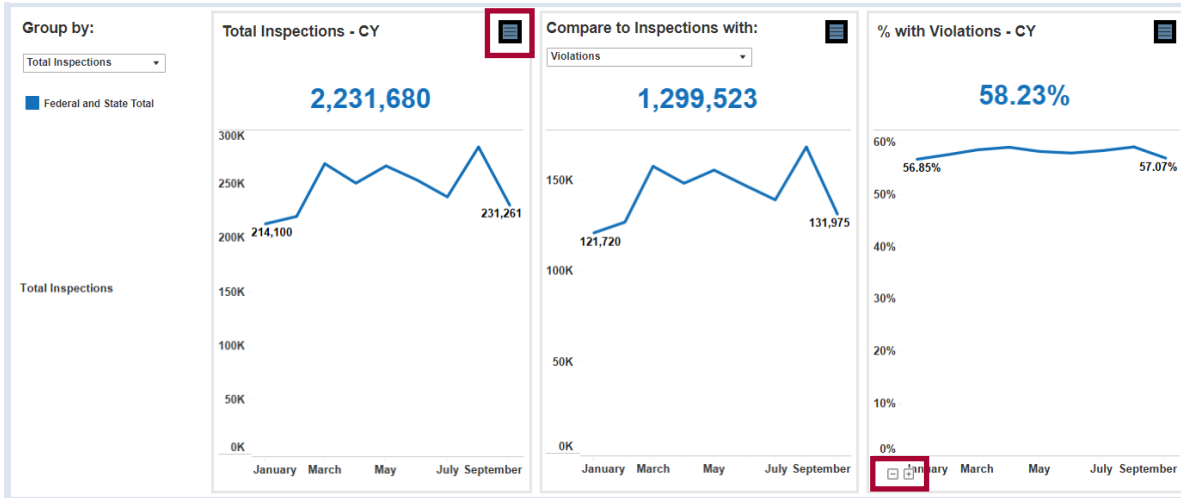 Group by:
Total Inspections
Federal and State Total
Total Inspections
Total Inspections - CY
2,231,680
300K
250K
200K
150K
100K
50K
0K
214,100
231,261
January March May July September
Compare to Inspections with:
Violations
1,299,523
150K
100K
50K
0K
121,720
131,975
January March May July September
% with Violations - CY
58.23%
60%
50%
40%
30%
20%
10%
0%
56.85%
57.07%
January March May July September